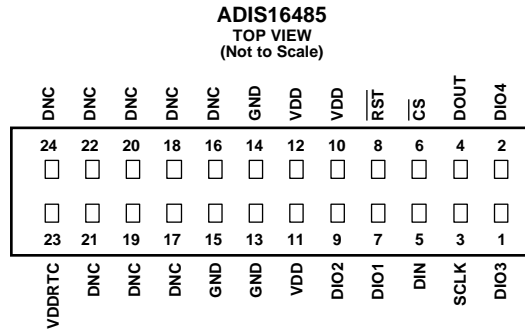 ADIS16485
TOP VIEW
(Not to Scale)
DNC DNC DNC DNC DNC GND VDD VDD RST CS DOUT DIO4
24 22 20 18 16 14 12 10 8 6 4 2
23 21 19 17 15 13 11 9 7 5 3 1
VDDRTC DNC DNC DNC GND GND VDD DIO2 DIO1 DIN SCLK DIO3